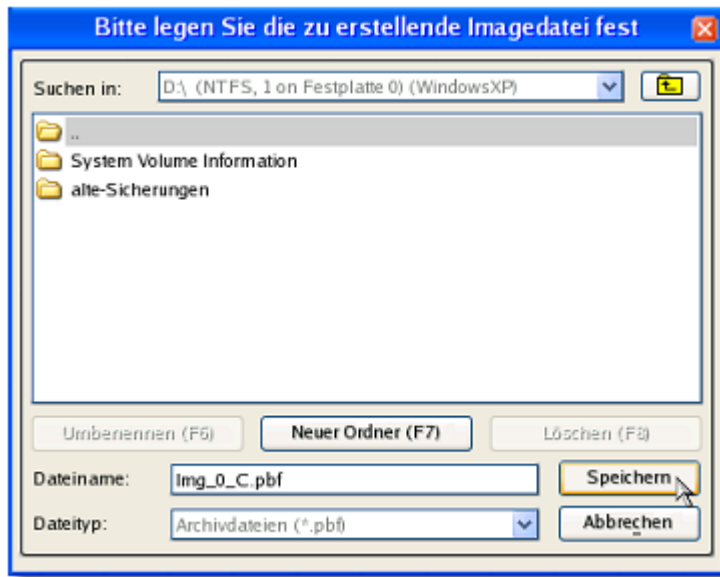 Bitte legen Sie die zu erstellende Imagedatei fest
Suchen in: D:\ (NTFS, 1 on Festplatte 0) (WindowsXP)
..
System Volume Information
alte-Sicherungen
Umbenennen (F6) Neuer Ordner (F7) Löschen (F8)
Dateiname: Img_0_C.pbf Speichern
Dateityp: Archivdateien (*.pbf) Abbrechen